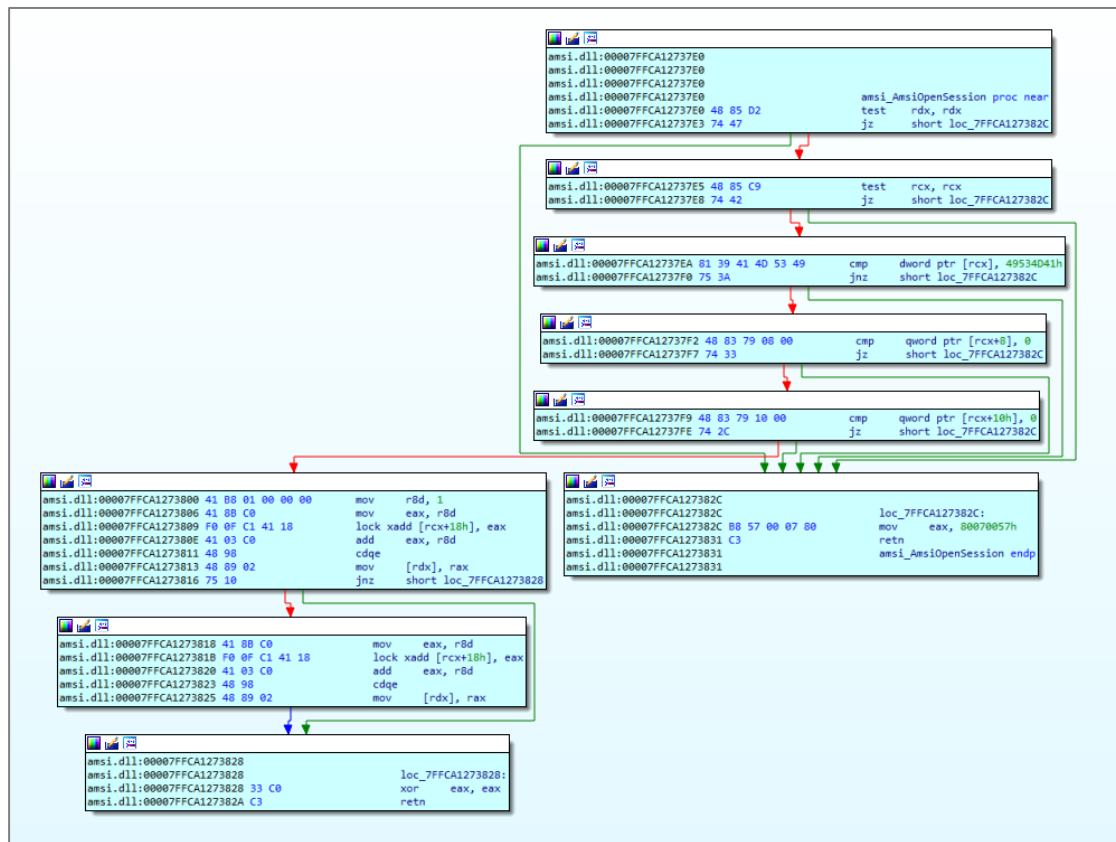 amsi.dll:00007FFCA12737E0
amsi.dll:00007FFCA12737E0
amsi.dll:00007FFCA12737E0
amsi.dll:00007FFCA12737E0 amsi_AmsiOpenSession proc near
amsi.dll:00007FFCA12737E0 48 85 D2 test rdx, rdx
amsi.dll:00007FFCA12737E3 74 47 jz short loc_7FFCA127382C
amsi.dll:00007FFCA12737E5 48 85 C9 test rcx, rcx
amsi.dll:00007FFCA12737E8 74 42 jz short loc_7FFCA127382C
amsi.dll:00007FFCA12737EA 81 39 41 4D 53 49 cmp dword ptr [rcx], 49534D41h
amsi.dll:00007FFCA12737F0 75 3A jnz short loc_7FFCA127382C
amsi.dll:00007FFCA12737F2 48 83 79 08 00 cmp qword ptr [rcx+8], 0
amsi.dll:00007FFCA12737F7 74 33 jz short loc_7FFCA127382C
amsi.dll:00007FFCA12737F9 48 83 79 10 00 cmp qword ptr [rcx+10h], 0
amsi.dll:00007FFCA12737FE 74 2C jz short loc_7FFCA127382C
amsi.dll:00007FFCA1273800 41 B8 01 00 00 00 mov r8d, 1
amsi.dll:00007FFCA1273806 41 8B C0 mov eax, r8d
amsi.dll:00007FFCA1273809 F0 0F C1 41 18 lock xadd [rcx+18h], eax
amsi.dll:00007FFCA127380E 41 03 C0 add eax, r8d
amsi.dll:00007FFCA1273811 48 98 cdqe
amsi.dll:00007FFCA1273813 48 89 02 mov [rdx], rax
amsi.dll:00007FFCA1273816 75 10 jnz short loc_7FFCA1273828
amsi.dll:00007FFCA127382C
amsi.dll:00007FFCA127382C loc_7FFCA127382C:
amsi.dll:00007FFCA127382C B8 57 00 07 80 mov eax, 80070057h
amsi.dll:00007FFCA1273831 C3 retn
amsi.dll:00007FFCA1273831 amsi_AmsiOpenSession endp
amsi.dll:00007FFCA1273831
amsi.dll:00007FFCA1273818 41 8B C0 mov eax, r8d
amsi.dll:00007FFCA127381B F0 0F C1 41 18 lock xadd [rcx+18h], eax
amsi.dll:00007FFCA1273820 41 03 C0 add eax, r8d
amsi.dll:00007FFCA1273823 48 98 cdqe
amsi.dll:00007FFCA1273825 48 89 02 mov [rdx], rax
amsi.dll:00007FFCA1273828
amsi.dll:00007FFCA1273828 loc_7FFCA1273828:
amsi.dll:00007FFCA1273828 33 C0 xor eax, eax
amsi.dll:00007FFCA127382A C3 retn